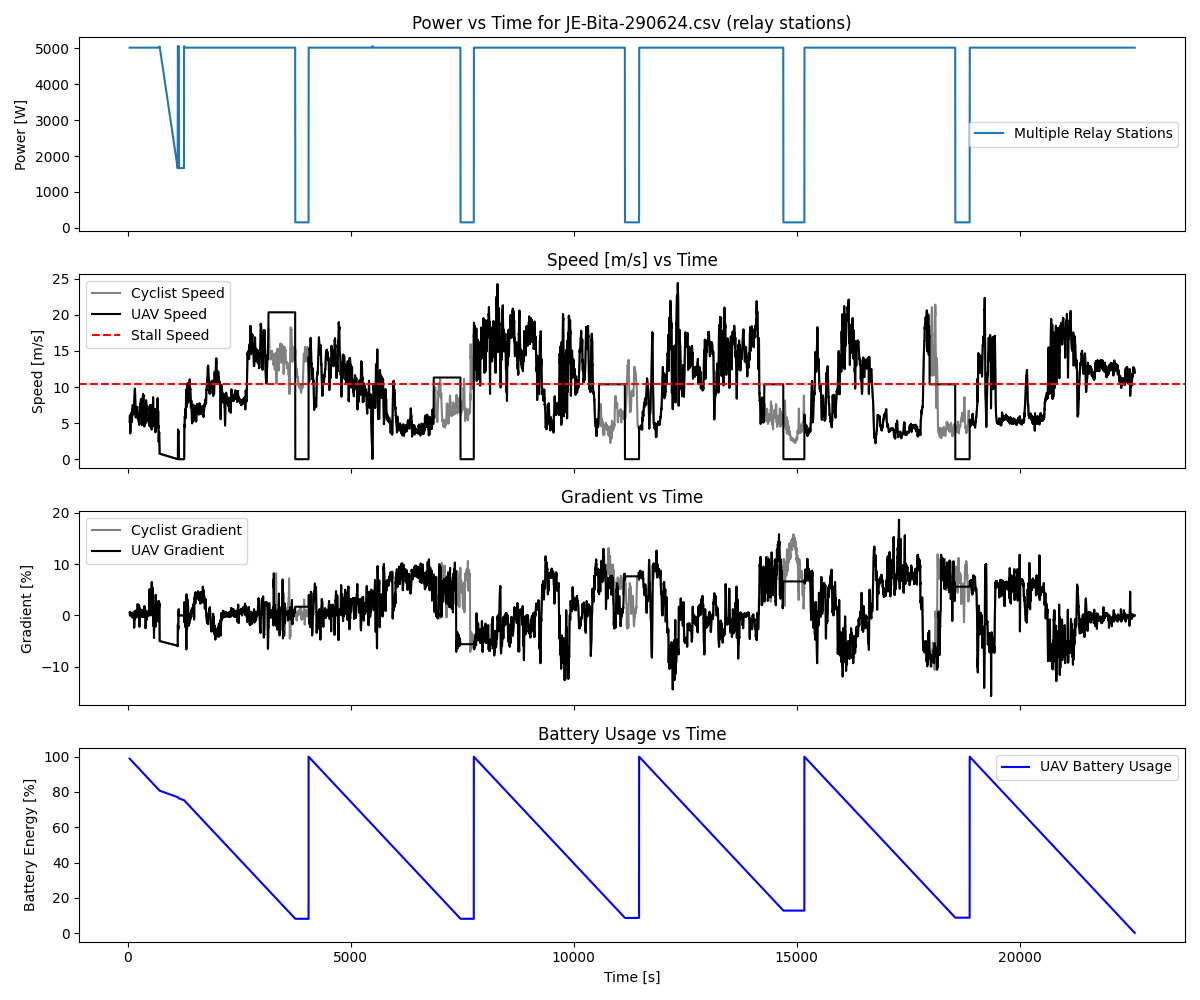 Power vs Time for JE-Bita-290624.csv (relay stations)
5000
4000
3000
2000
1000
0
Power [W]
Multiple Relay Stations
Speed [m/s] vs Time
25
20
15
10
5
0
Speed [m/s]
Cyclist Speed
UAV Speed
Stall Speed
Gradient vs Time
20
10
0
−10
Gradient [%]
Cyclist Gradient
UAV Gradient
Battery Usage vs Time
100
80
60
40
20
0
Battery Energy [%]
UAV Battery Usage
0 5000 10000 15000 20000
Time [s]